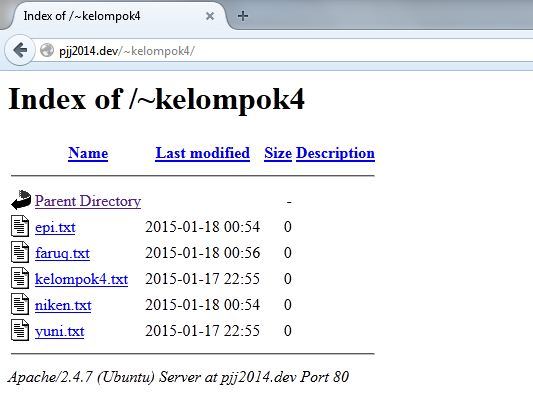 Index of /~kelompok4
pjj2014.dev/~kelompok4/
Index of /~kelompok4
Name Last modified Size Description
Parent Directory -
epi.txt 2015-01-18 00:54 0
faruq.txt 2015-01-18 00:56 0
kelompok4.txt 2015-01-17 22:55 0
niken.txt 2015-01-18 00:54 0
yuni.txt 2015-01-17 22:55 0
Apache/2.4.7 (Ubuntu) Server at pjj2014.dev Port 80